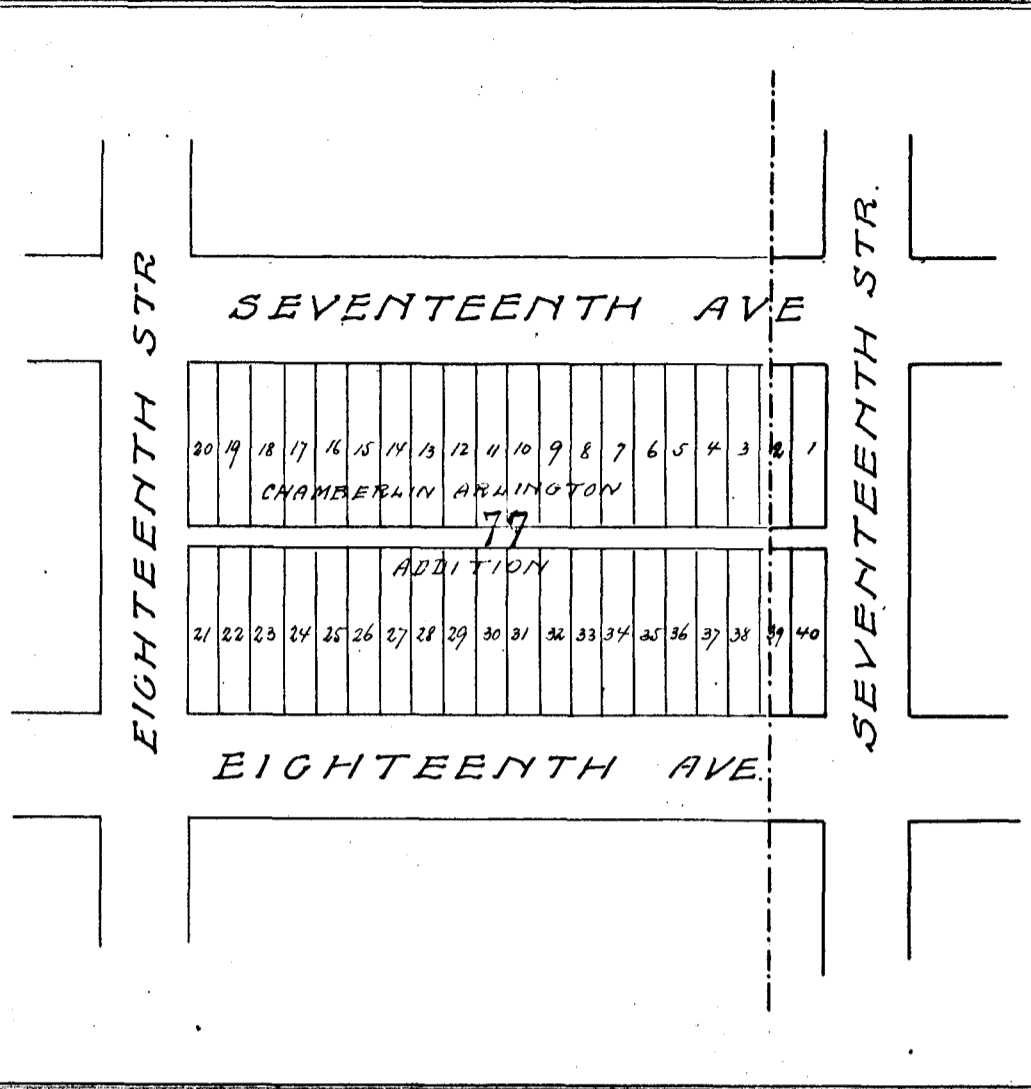 SEVENTEENTH AVE
EIGHTEENTH STR
SEVENTEENTH STR.
20 19 18 17 16 15 14 13 12 11 10 9 8 7 6 5 4 3 2 1
CHAMBERLIN ARLINGTON
77
ADDITION
21 22 23 24 25 26 27 28 29 30 31 32 33 34 35 36 37 38 39 40
EIGHTEENTH AVE.